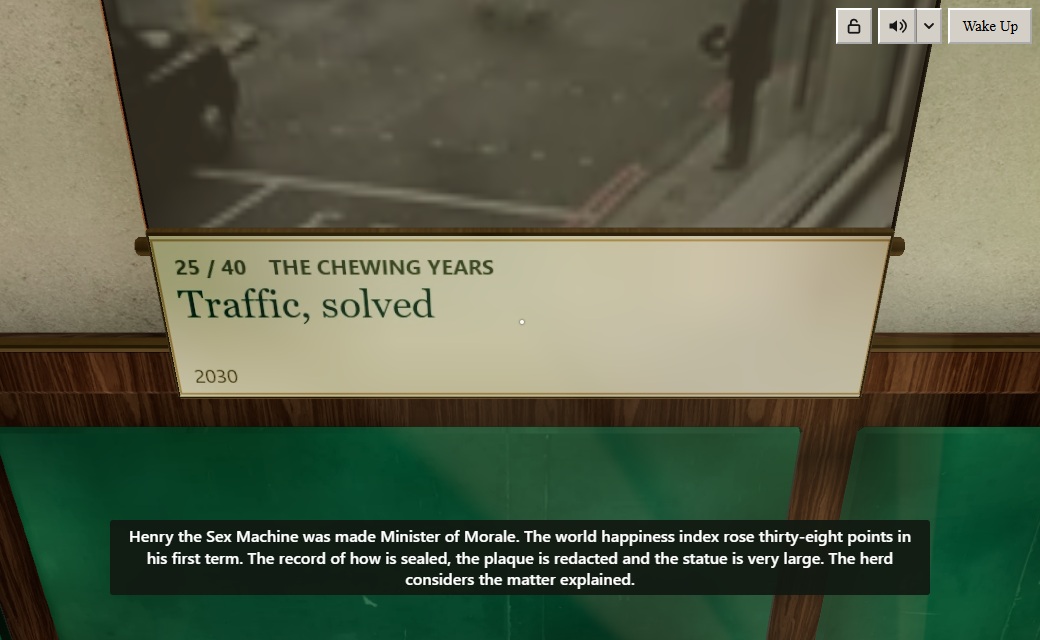 Wake Up
25 / 40 THE CHEWING YEARS
Traffic, solved
2030
Henry the Sex Machine was made Minister of Morale. The world happiness index rose thirty-eight points in
his first term. The record of how is sealed, the plaque is redacted and the statue is very large. The herd
considers the matter explained.